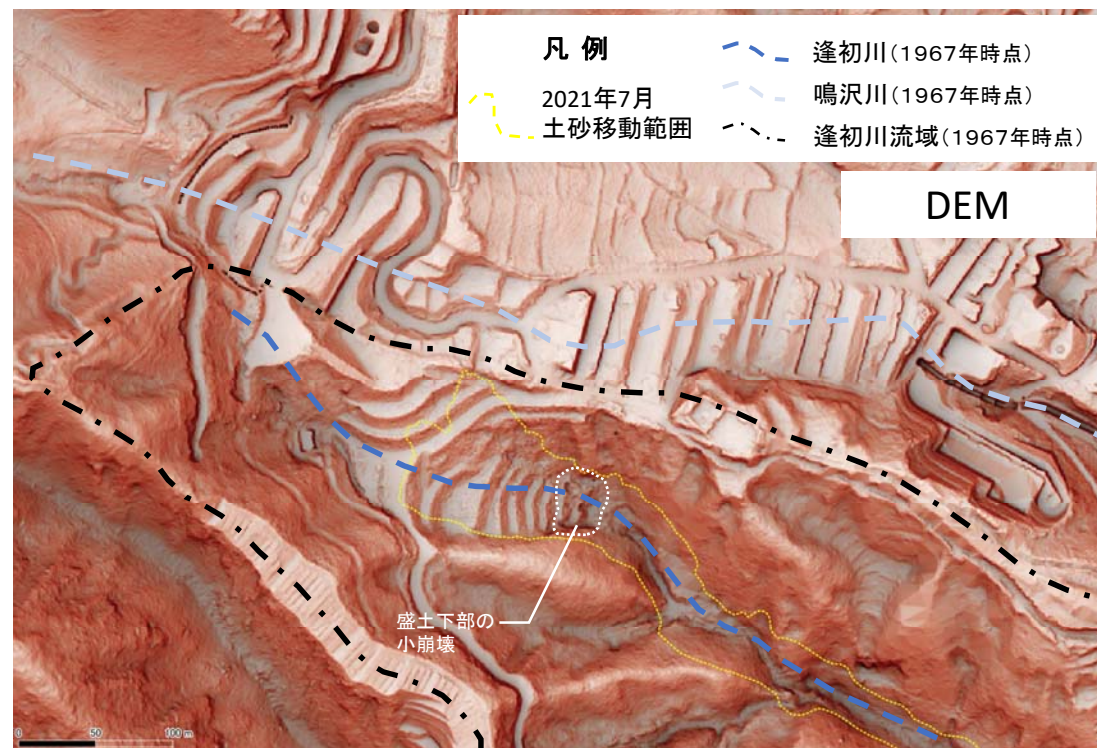 凡 例
2021年7月
土砂移動範囲
逢初川(1967年時点)
鳴沢川(1967年時点)
逢初川流域(1967年時点)
DEM
盛土下部の
小崩壊
0 50 100 m